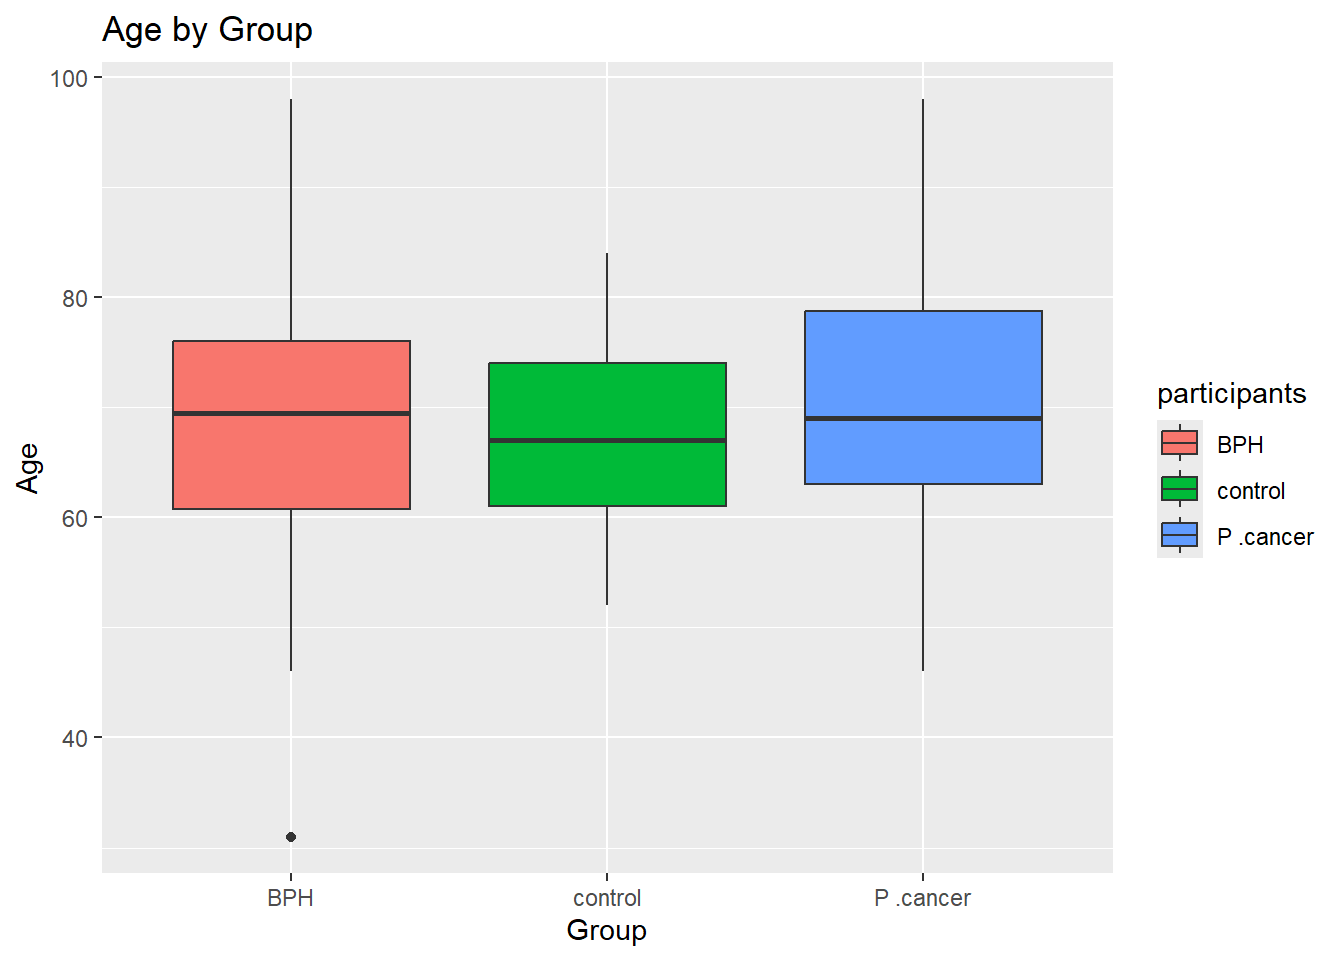 Age by Group
100
80
60
40
Age
BPH
control
P .cancer
Group
participants
BPH
control
P .cancer